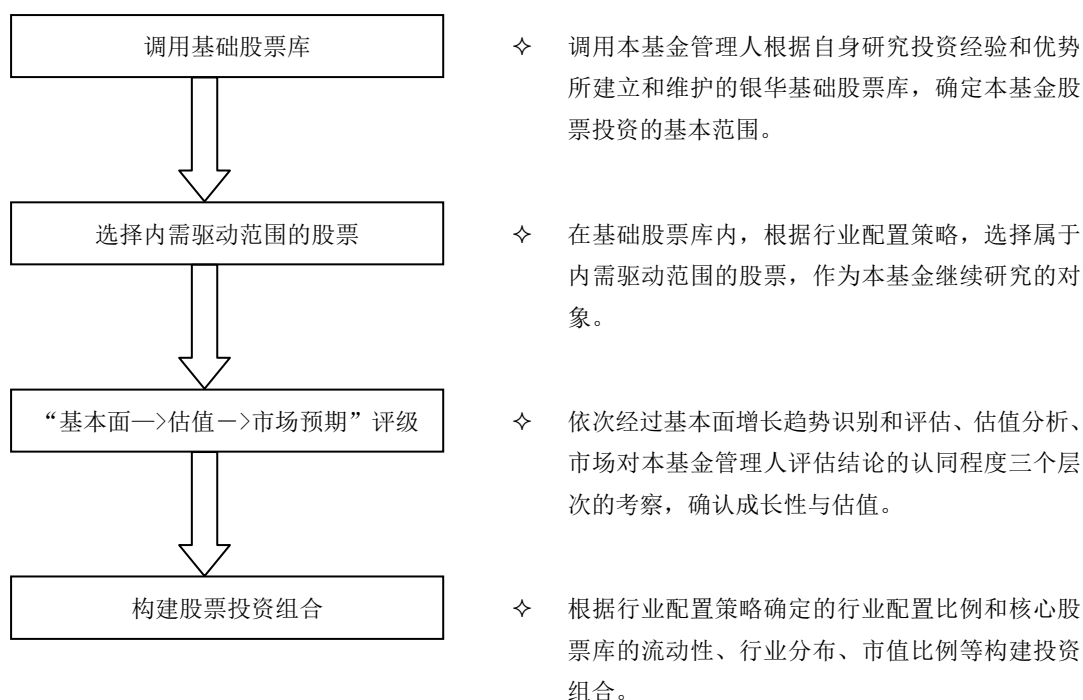 调用基础股票库
✧ 调用本基金管理人根据自身研究投资经验和优势
所建立和维护的银华基础股票库，确定本基金股
票投资的基本范围。
选择内需驱动范围的股票
✧ 在基础股票库内，根据行业配置策略，选择属于
内需驱动范围的股票，作为本基金继续研究的对
象。
“基本面—>估值－>市场预期”评级
✧ 依次经过基本面增长趋势识别和评估、估值分析、
市场对本基金管理人评估结论的认同程度三个层
次的考察，确认成长性与估值。
构建股票投资组合
✧ 根据行业配置策略确定的行业配置比例和核心股
票库的流动性、行业分布、市值比例等构建投资
组合。